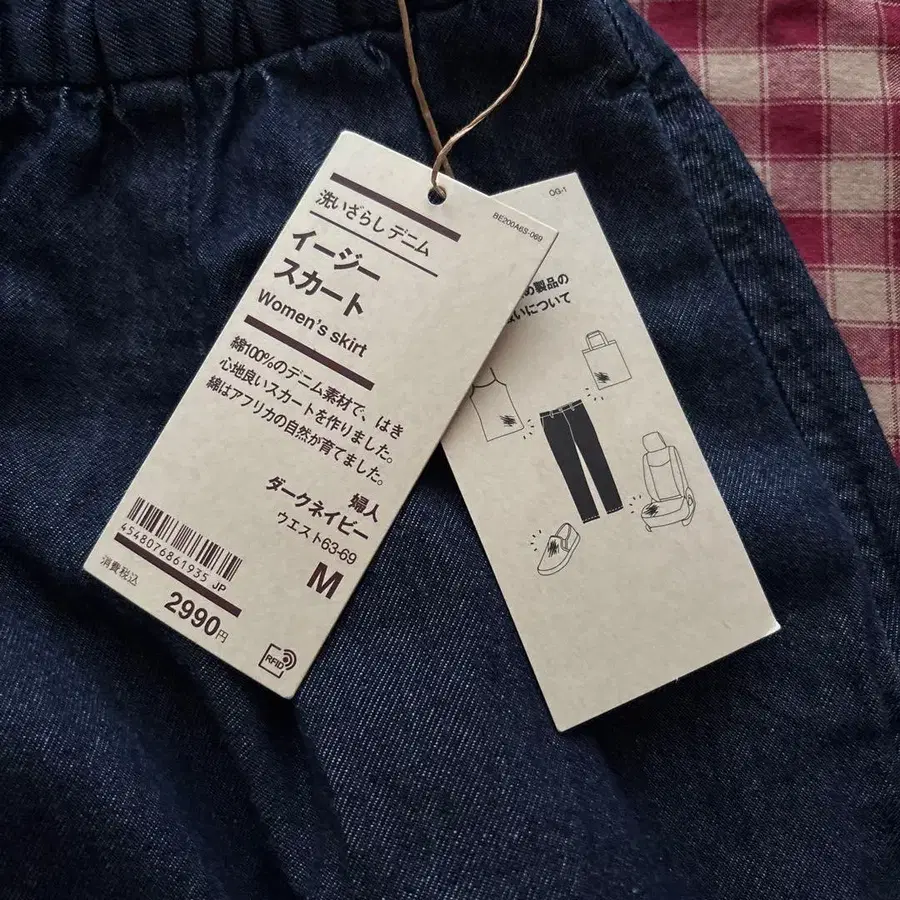 洗いざらしデニム
イージー
スカート
Women's skirt
綿100%のデニム素材で、はき
心地良いスカートを作りました。
綿はアフリカの自然が育てました。
婦人
ダークネイビー
ウエスト63-69
M
4548076861935 JP
消費税込
2990円
RFID
BE200A6S-069
OG-1
め製品の
扱いについて